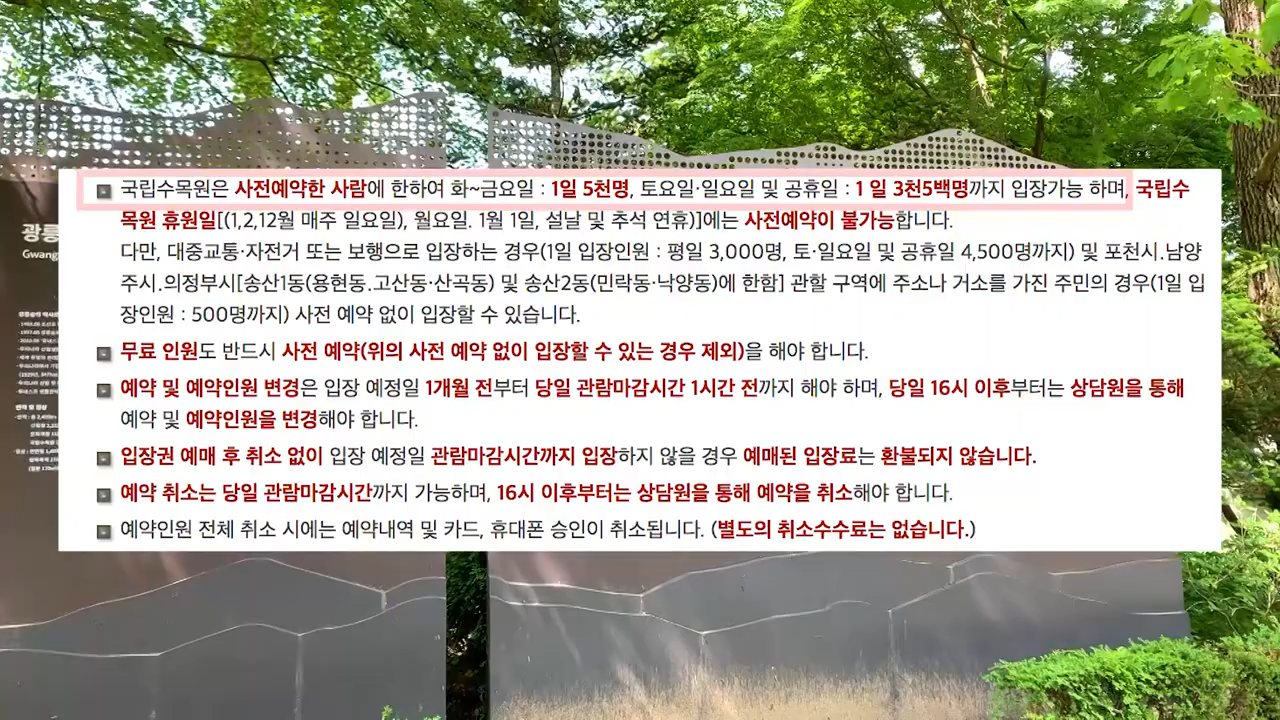 국립수목원은 사전예약한 사람에 한하여 화~금요일 : 1일 5천명, 토요일·일요일 및 공휴일 : 1 일 3천5백명까지 입장가능 하며, 국립수
목원 휴원일[(1,2,12월 매주 일요일), 월요일. 1월 1일, 설날 및 추석 연휴)]에는 사전예약이 불가능합니다.
다만, 대중교통·자전거 또는 보행으로 입장하는 경우(1일 입장인원 : 평일 3,000명, 토·일요일 및 공휴일 4,500명까지) 및 포천시.남양
주시.의정부시[송산1동(용현동.고산동·산곡동) 및 송산2동(민락동·낙양동)에 한함] 관할 구역에 주소나 거소를 가진 주민의 경우(1일 입
장인원 : 500명까지) 사전 예약 없이 입장할 수 있습니다.
무료 인원도 반드시 사전 예약(위의 사전 예약 없이 입장할 수 있는 경우 제외)을 해야 합니다.
예약 및 예약인원 변경은 입장 예정일 1개월 전부터 당일 관람마감시간 1시간 전까지 해야 하며, 당일 16시 이후부터는 상담원을 통해
예약 및 예약인원을 변경해야 합니다.
입장권 예매 후 취소 없이 입장 예정일 관람마감시간까지 입장하지 않을 경우 예매된 입장료는 환불되지 않습니다.
예약 취소는 당일 관람마감시간까지 가능하며, 16시 이후부터는 상담원을 통해 예약을 취소해야 합니다.
예약인원 전체 취소 시에는 예약내역 및 카드, 휴대폰 승인이 취소됩니다. (별도의 취소수수료는 없습니다.)
광릉
Gwang